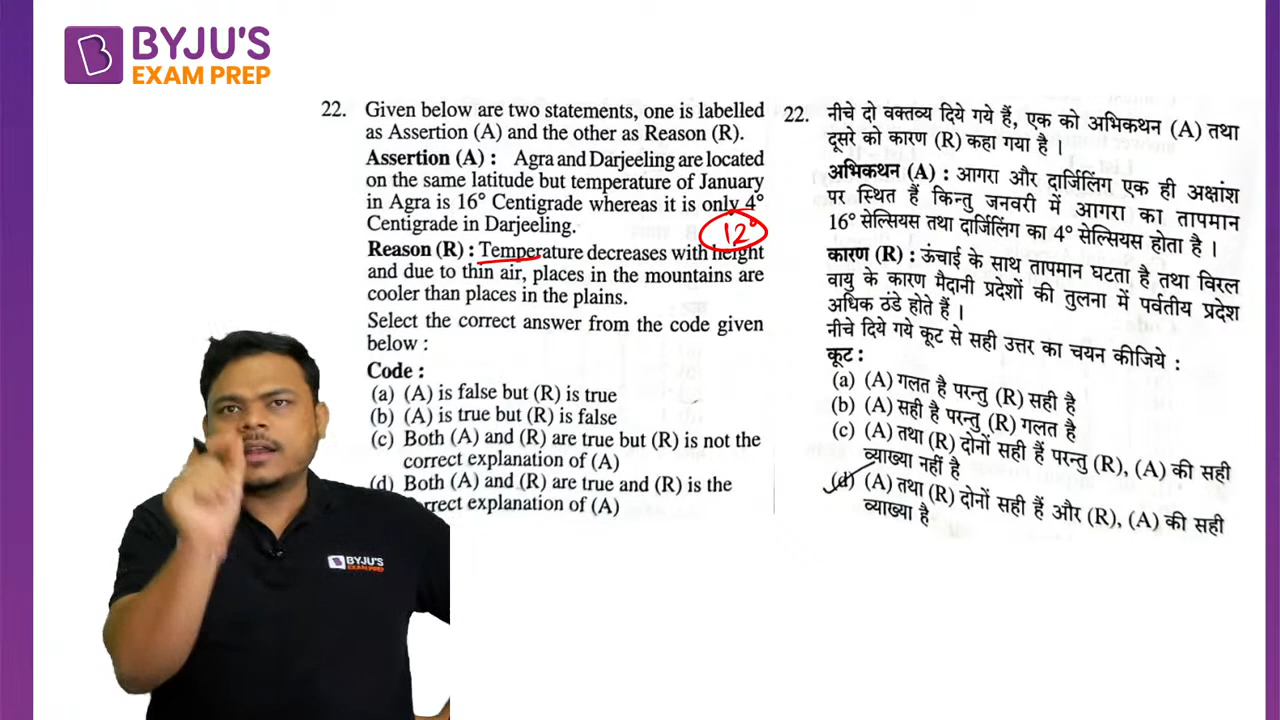 BYJU'S
EXAM PREP
22. Given below are two statements, one is labelled
as Assertion (A) and the other as Reason (R).
Assertion (A) : Agra and Darjeeling are located
on the same latitude but temperature of January
in Agra is 16° Centigrade whereas it is only 4°
Centigrade in Darjeeling.
12°
Reason (R) : Temperature decreases with height
and due to thin air, places in the mountains are
cooler than places in the plains.
Select the correct answer from the code given
below :
Code :
(a) (A) is false but (R) is true
(b) (A) is true but (R) is false
(c) Both (A) and (R) are true but (R) is not the
correct explanation of (A)
(d) Both (A) and (R) are true and (R) is the
rrect explanation of (A)
22. नीचे दो वक्तव्य दिये गये हैं, एक को अभिकथन (A) तथा
दूसरे को कारण (R) कहा गया है ।
अभिकथन (A) : आगरा और दार्जिलिंग एक ही अक्षांश
पर स्थित हैं किन्तु जनवरी में आगरा का तापमान
16° सेल्सियस तथा दार्जिलिंग का 4° सेल्सियस होता है ।
कारण (R) : ऊंचाई के साथ तापमान घटता है तथा विरल
वायु के कारण मैदानी प्रदेशों की तुलना में पर्वतीय प्रदेश
अधिक ठंडे होते हैं ।
नीचे दिये गये कूट से सही उत्तर का चयन कीजिये :
कूट :
(a) (A) गलत है परन्तु (R) सही है
(b) (A) सही है परन्तु (R) गलत है
(c) (A) तथा (R) दोनों सही हैं परन्तु (R), (A) की सही
व्याख्या नहीं है
(d) (A) तथा (R) दोनों सही हैं और (R), (A) की सही
व्याख्या है
BYJU'S
EXAM PREP